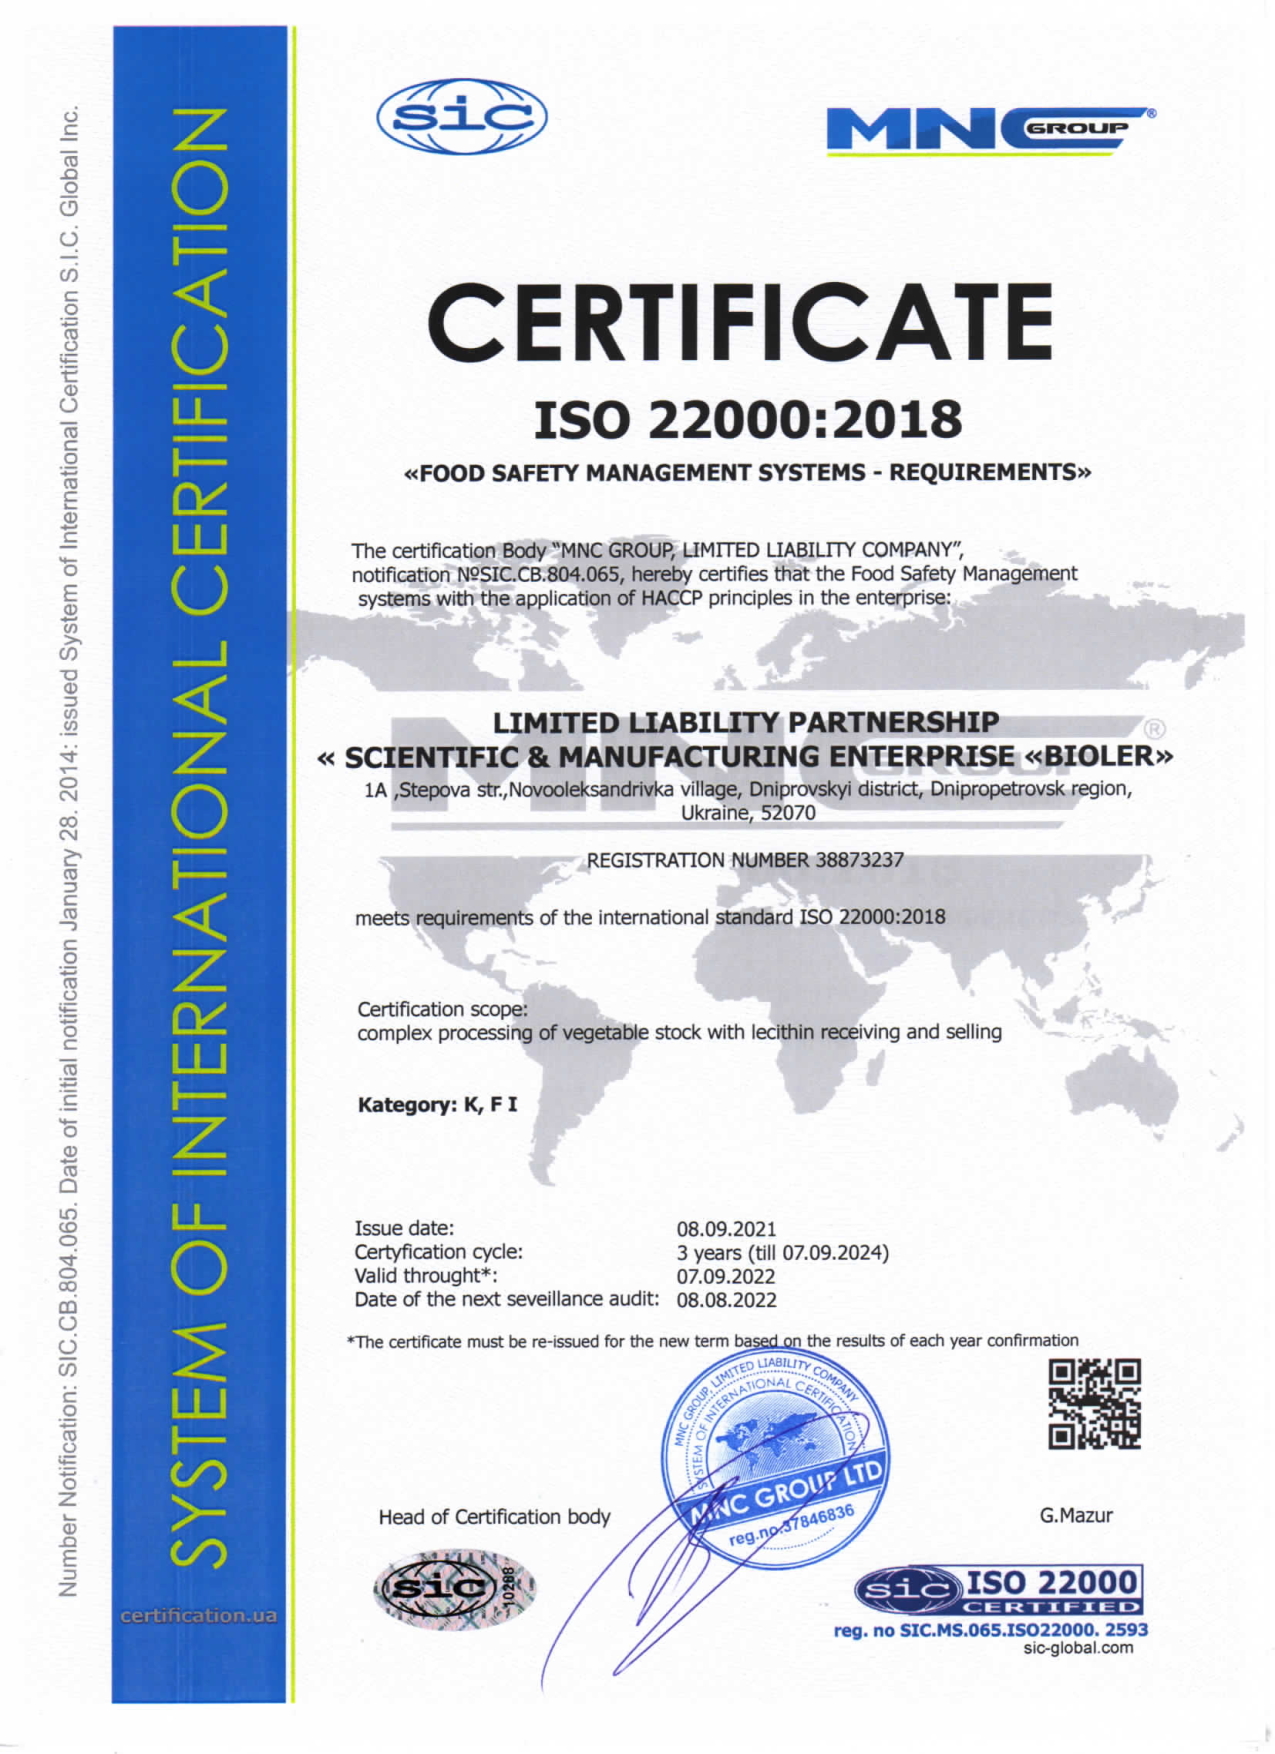 Number Notification: SIC.CB.804.065. Date of initial notification January 28. 2014: issued System of International Certification S.I.C. Global Inc.
SYSTEM OF INTERNATIONAL CERTIFICATION
certification.ua
sic
MNC GROUP ®
CERTIFICATE
ISO 22000:2018
«FOOD SAFETY MANAGEMENT SYSTEMS - REQUIREMENTS»
The certification Body "MNC GROUP, LIMITED LIABILITY COMPANY",
notification №SIC.CB.804.065, hereby certifies that the Food Safety Management
systems with the application of HACCP principles in the enterprise:
MNC GROUP ®
LIMITED LIABILITY PARTNERSHIP
« SCIENTIFIC & MANUFACTURING ENTERPRISE «BIOLER»
1A ,Stepova str.,Novooleksandrivka village, Dniprovskyi district, Dnipropetrovsk region,
Ukraine, 52070
REGISTRATION NUMBER 38873237
meets requirements of the international standard ISO 22000:2018
Certification scope:
complex processing of vegetable stock with lecithin receiving and selling
Kategory: K, F I
Issue date: 08.09.2021
Certyfication cycle: 3 years (till 07.09.2024)
Valid throught*: 07.09.2022
Date of the next seveillance audit: 08.08.2022
*The certificate must be re-issued for the new term based on the results of each year confirmation
MNC GROUP, LIMITED LIABILITY COMPANY
SYSTEM OF INTERNATIONAL CERTIFICATION
MNC GROUP LTD
reg.no.37846836
Head of Certification body
G.Mazur
sic 10288
sic ISO 22000
CERTIFIED
reg. no SIC.MS.065.ISO22000. 2593
sic-global.com